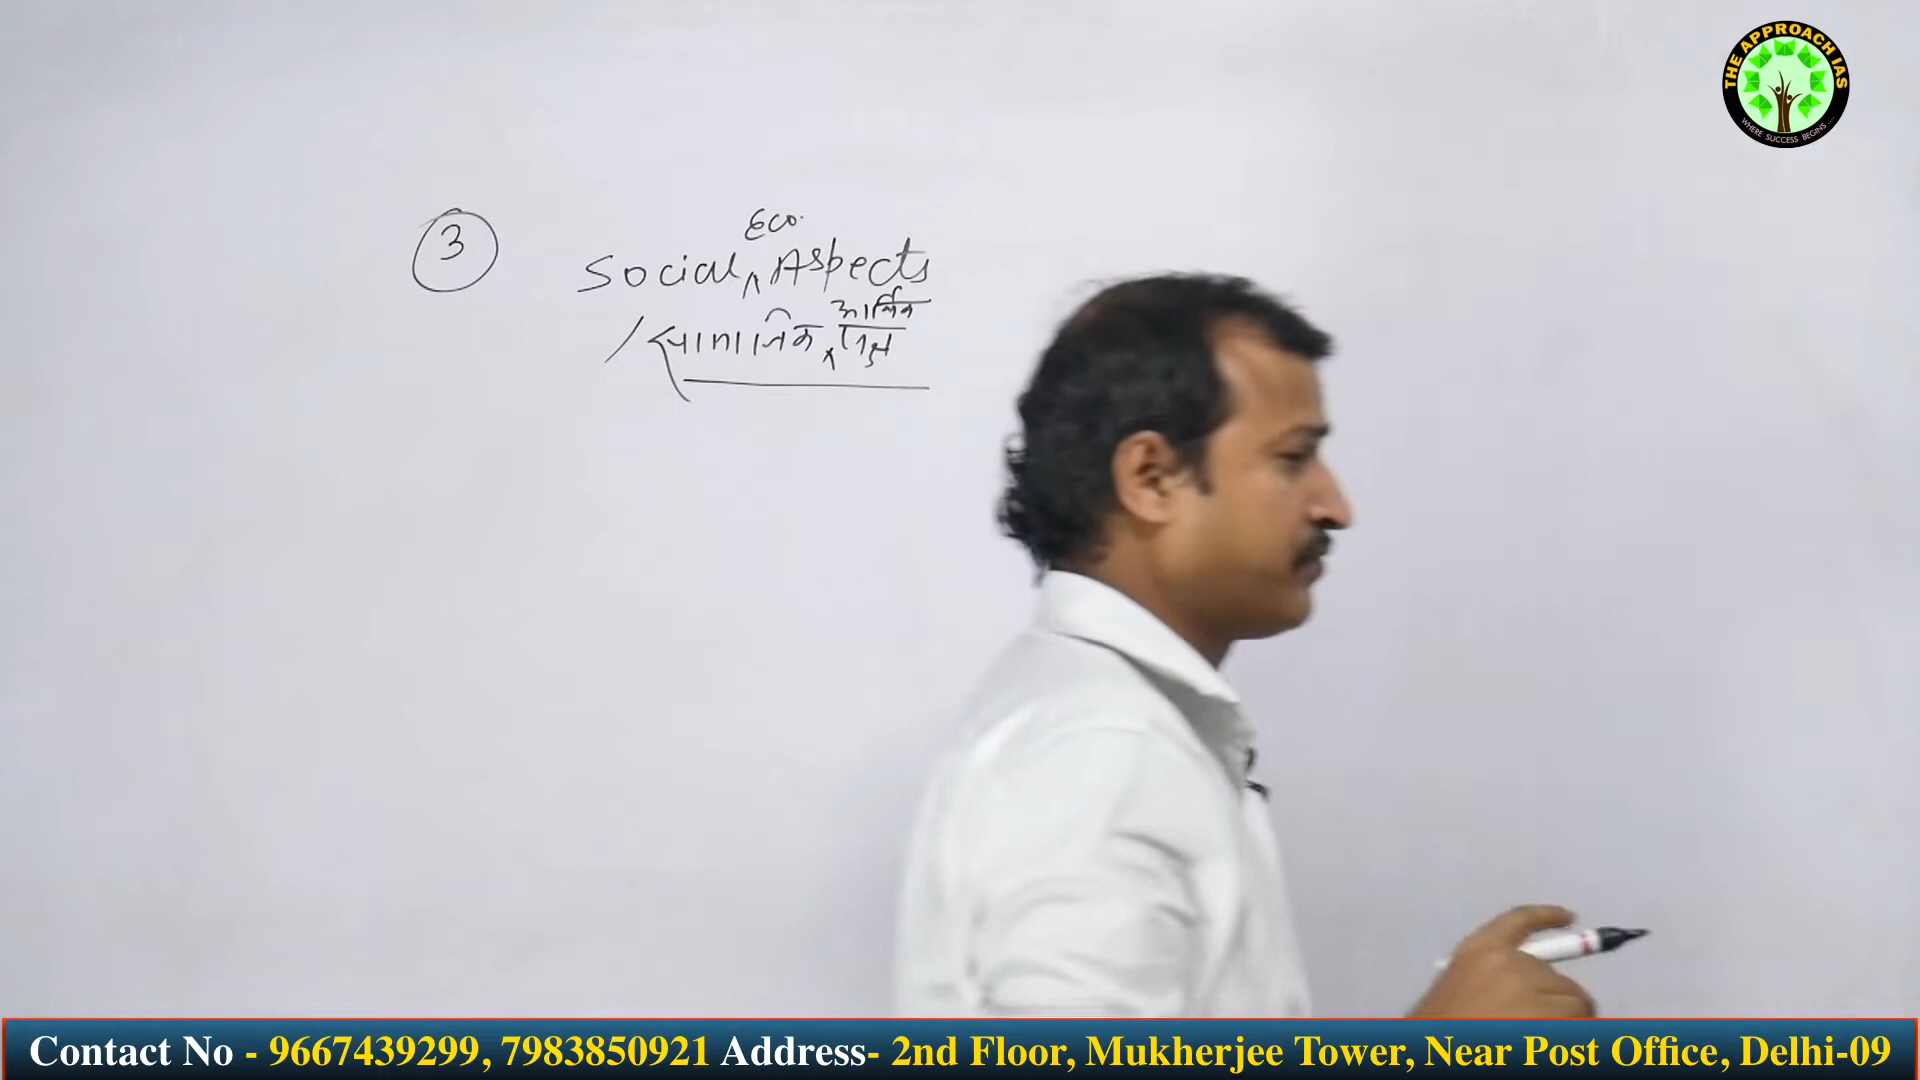 THE APPROACH IAS
WHERE SUCCESS BEGINS ...
3
Eco.
Social ^ Aspects
आर्थिक
/ सामाजिक ^ पक्ष
Contact No - 9667439299, 7983850921 Address- 2nd Floor, Mukherjee Tower, Near Post Office, Delhi-09